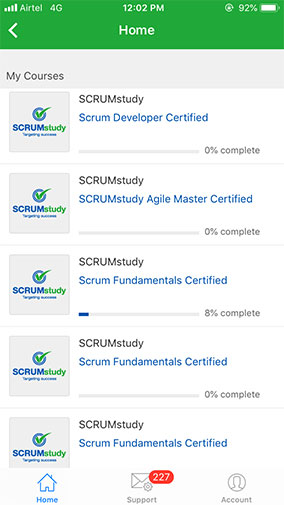 Airtel 4G 12:02 PM 92%
Home
My Courses
SCRUMstudy
Targeting success
SCRUMstudy
Scrum Developer Certified
0% complete
SCRUMstudy
Targeting success
SCRUMstudy
SCRUMstudy Agile Master Certified
0% complete
SCRUMstudy
Targeting success
SCRUMstudy
Scrum Fundamentals Certified
8% complete
SCRUMstudy
Targeting success
SCRUMstudy
Scrum Fundamentals Certified
0% complete
SCRUMstudy
Targeting success
SCRUMstudy
Scrum Fundamentals Certified
227
Home Support Account